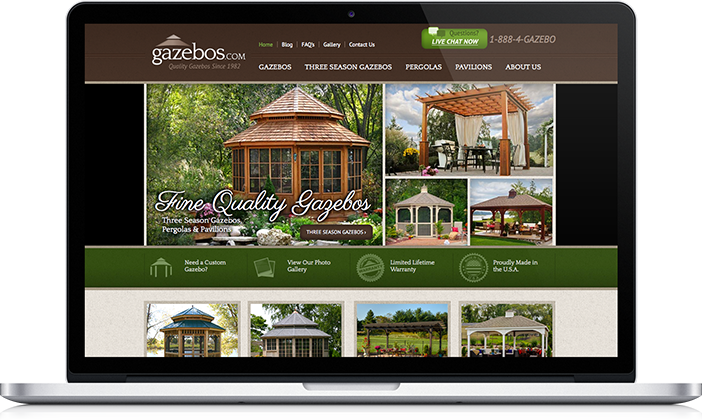 Home | Blog | FAQ's | Gallery | Contact Us
Questions?
LIVE CHAT NOW
1-888-4-GAZEBO
gazebos.com
Quality Gazebos Since 1982
GAZEBOS THREE SEASON GAZEBOS PERGOLAS PAVILIONS ABOUT US
Fine Quality Gazebos
Three Season Gazebos,
Pergolas & Pavilions
THREE SEASON GAZEBOS ›
Need a Custom
Gazebo?
View Our Photo
Gallery
Limited Lifetime
Warranty
Proudly Made in
the U.S.A.